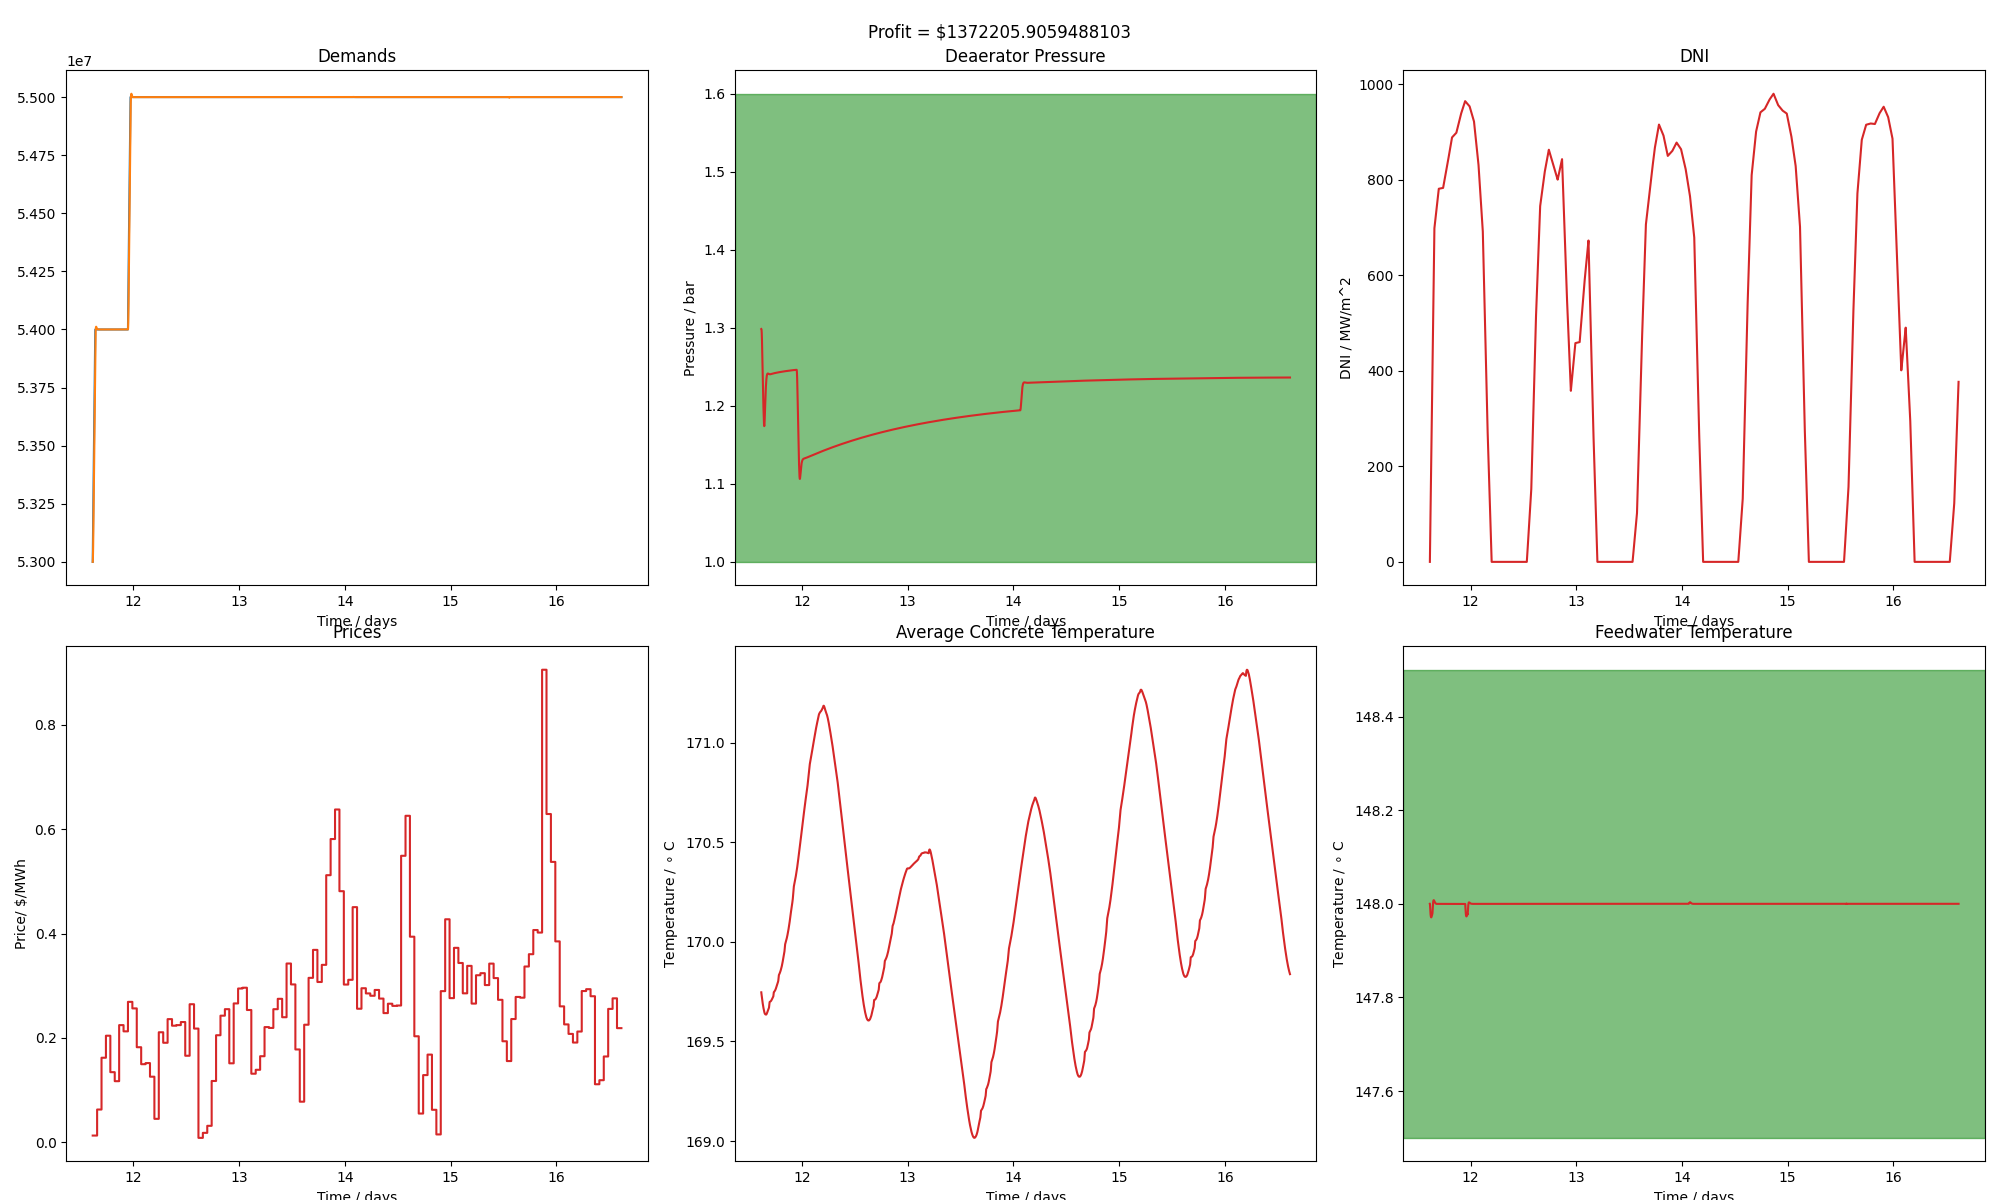 Profit = $1372205.9059488103
Demands
1e7
5.500
5.475
5.450
5.425
5.400
5.375
5.350
5.325
5.300
12 13 14 15 16
Time / days
Deaerator Pressure
Pressure / bar
1.6
1.5
1.4
1.3
1.2
1.1
1.0
12 13 14 15 16
Time / days
DNI
DNI / MW/m^2
1000
800
600
400
200
0
12 13 14 15 16
Time / days
Prices
Price/ $/MWh
0.8
0.6
0.4
0.2
0.0
12 13 14 15 16
Time / days
Average Concrete Temperature
Temperature / ∘ C
171.0
170.5
170.0
169.5
169.0
12 13 14 15 16
Time / days
Feedwater Temperature
Temperature / ∘ C
148.4
148.2
148.0
147.8
147.6
12 13 14 15 16
Time / days